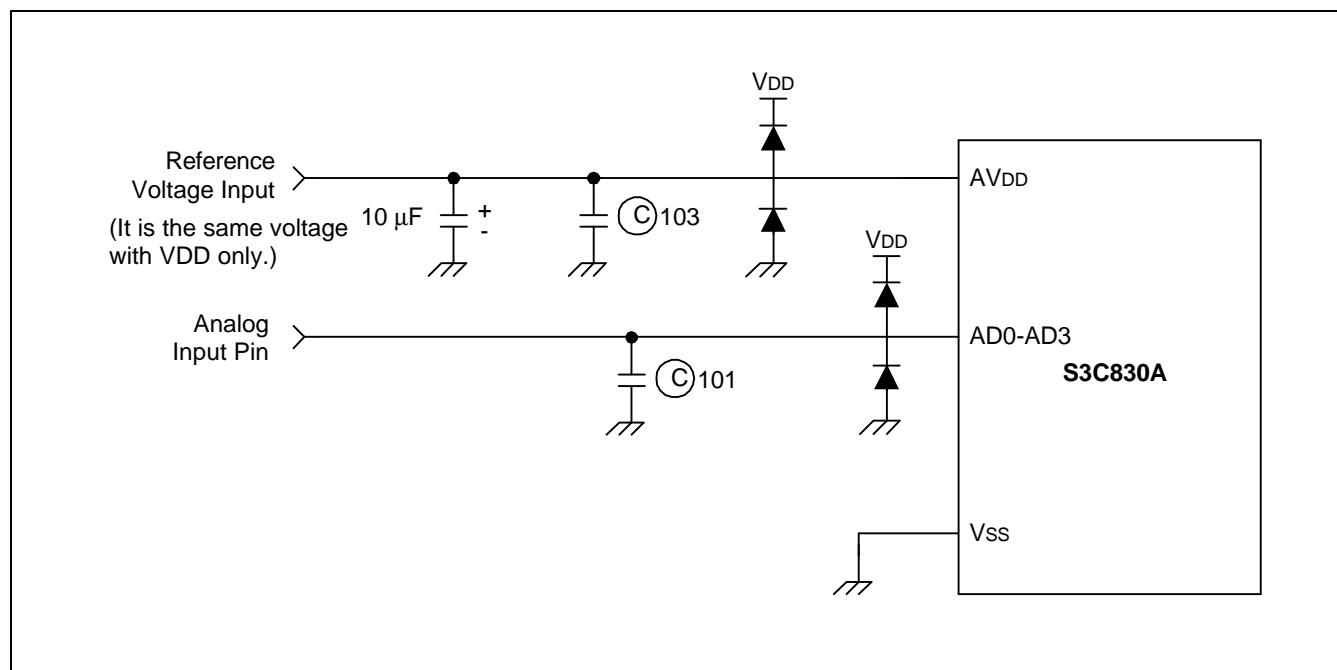 VDD
Reference
Voltage Input
(It is the same voltage
with VDD only.)
10 μF
+
-
C 103
AVDD
VDD
Analog
Input Pin
C 101
AD0-AD3
S3C830A
VSS